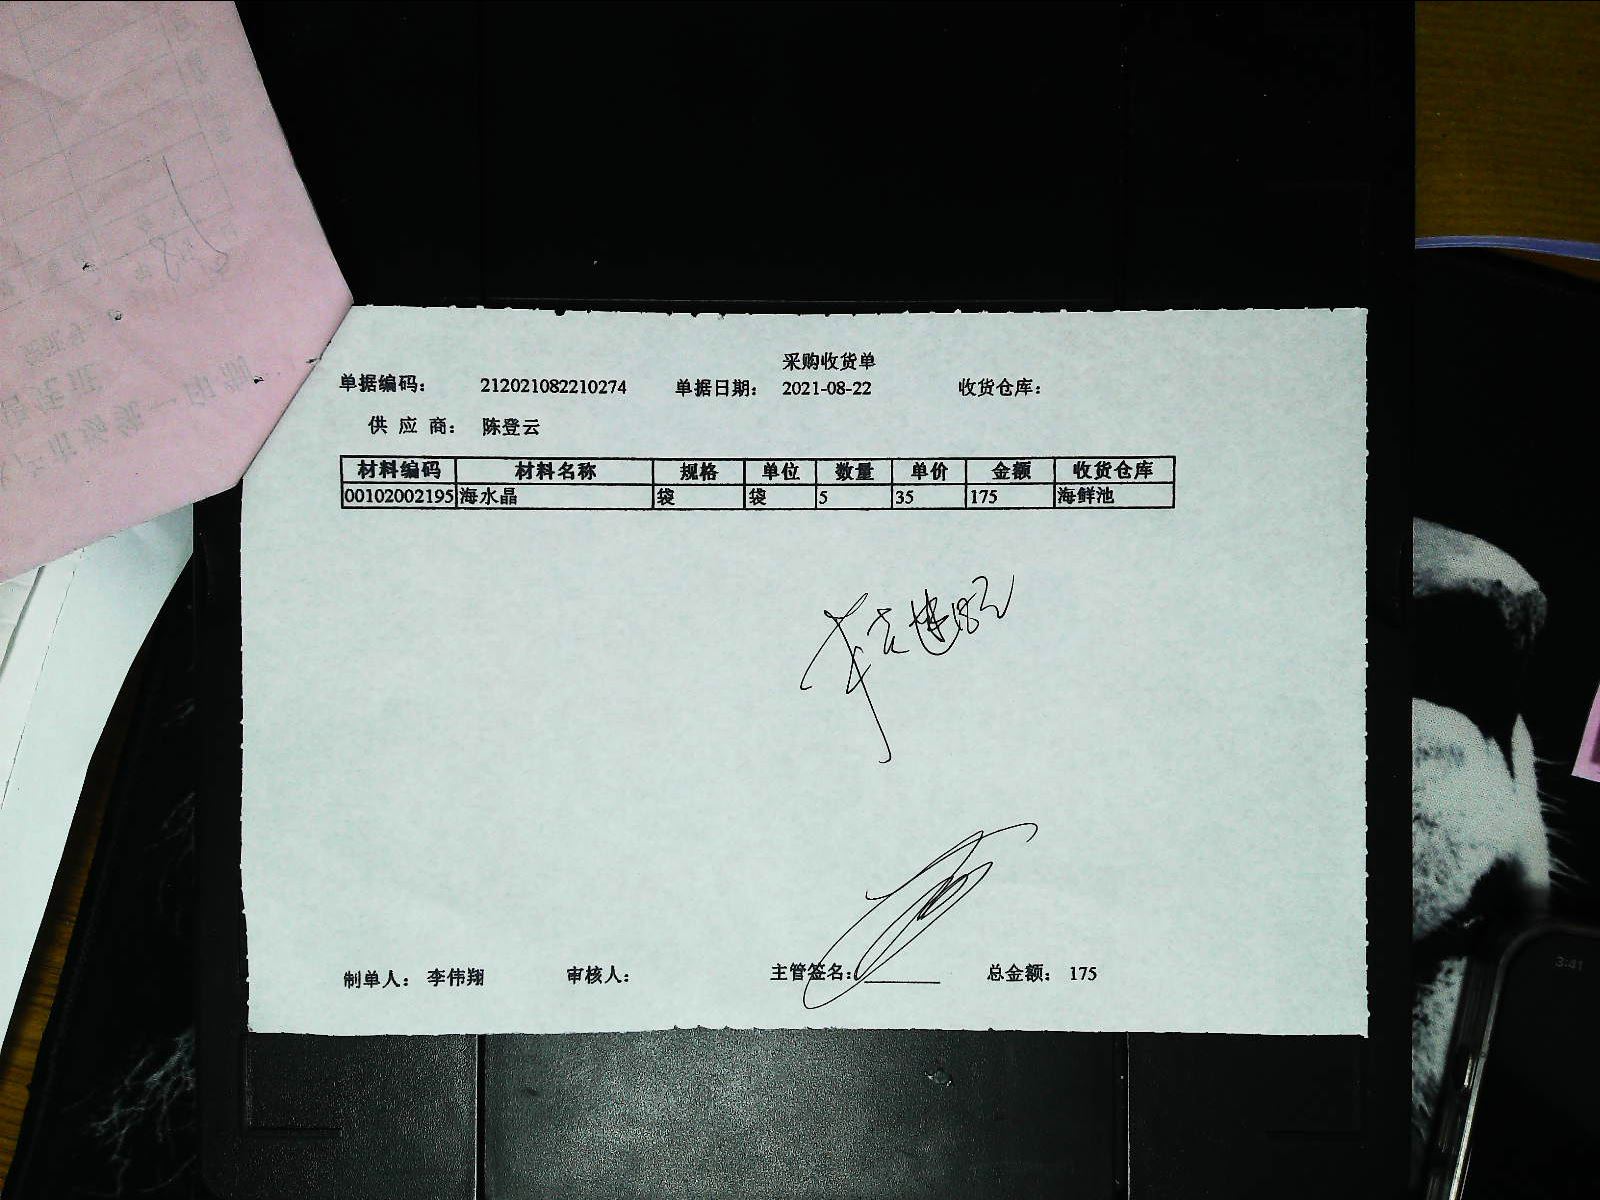 采购收货单
单据编码： 212021082210274 单据日期： 2021-08-22 收货仓库：
供 应 商： 陈登云
材料编码 材料名称 规格 单位 数量 单价 金额 收货仓库
00102002195 海水晶 袋 袋 5 35 175 海鲜池
制单人： 李伟翔 审核人： 主管签名： 总金额： 175
3:41